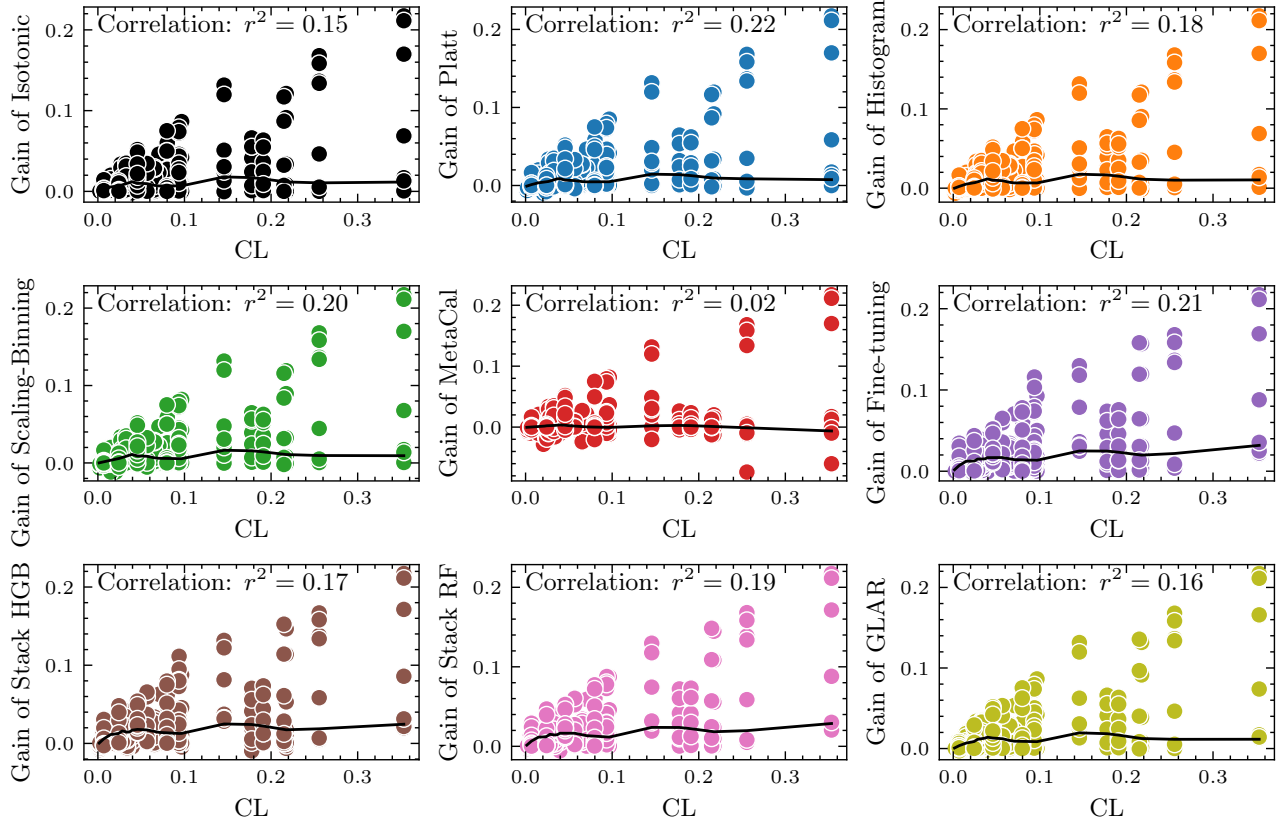 Correlation: r² = 0.15
Gain of Isotonic
0.2
0.1
0.0
0.0 0.1 0.2 0.3
CL
Correlation: r² = 0.22
Gain of Platt
0.2
0.1
0.0
0.0 0.1 0.2 0.3
CL
Correlation: r² = 0.18
Gain of Histogram
0.2
0.1
0.0
0.0 0.1 0.2 0.3
CL
Correlation: r² = 0.20
Gain of Scaling-Binning
0.2
0.1
0.0
0.0 0.1 0.2 0.3
CL
Correlation: r² = 0.02
Gain of MetaCal
0.2
0.1
0.0
0.0 0.1 0.2 0.3
CL
Correlation: r² = 0.21
Gain of Fine-tuning
0.2
0.1
0.0
0.0 0.1 0.2 0.3
CL
Correlation: r² = 0.17
Gain of Stack HGB
0.2
0.1
0.0
0.0 0.1 0.2 0.3
CL
Correlation: r² = 0.19
Gain of Stack RF
0.2
0.1
0.0
0.0 0.1 0.2 0.3
CL
Correlation: r² = 0.16
Gain of GLAR
0.2
0.1
0.0
0.0 0.1 0.2 0.3
CL